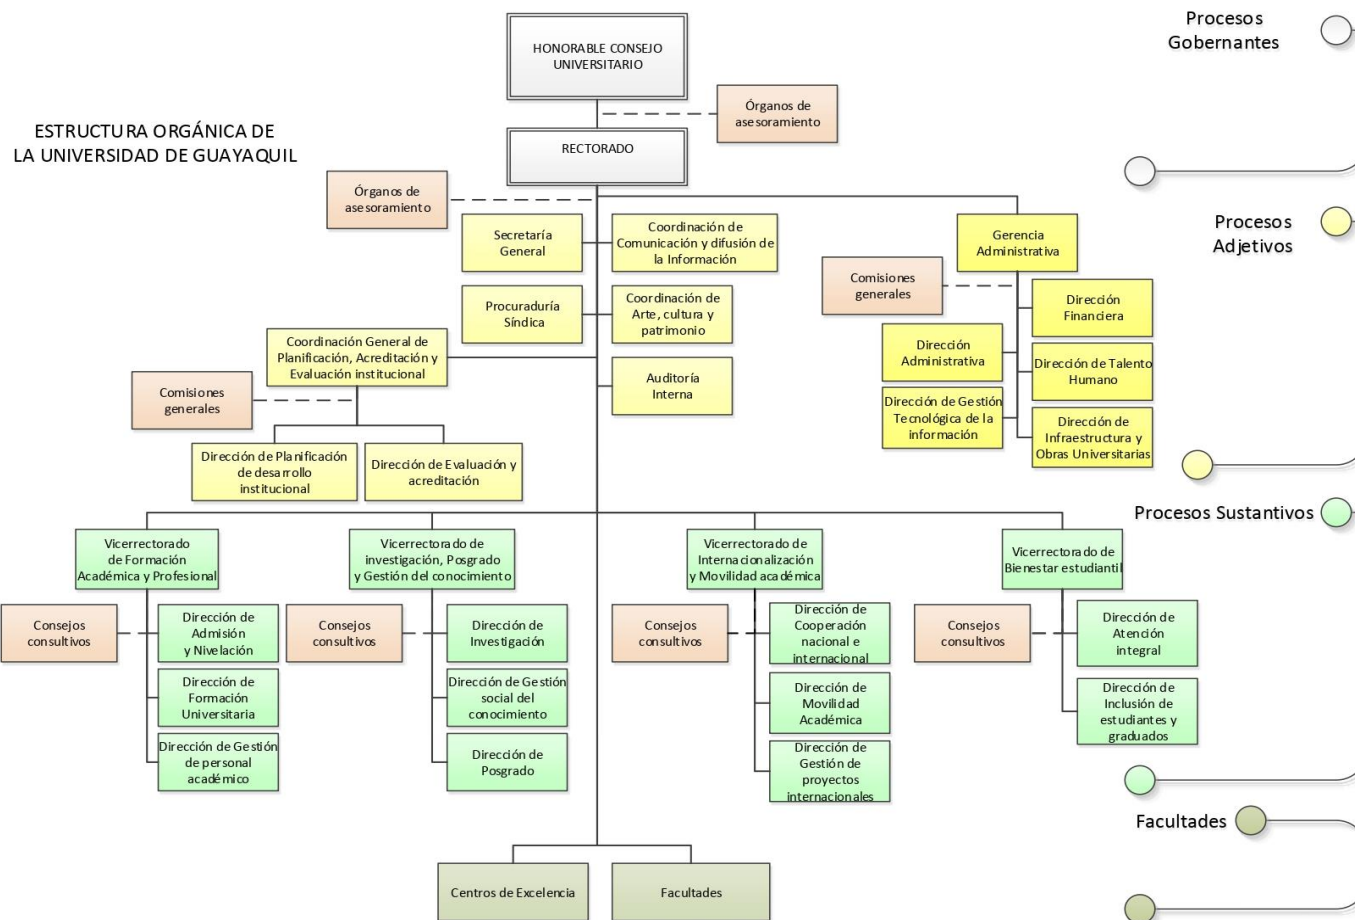 Procesos
Gobernantes
HONORABLE CONSEJO
UNIVERSITARIO
Órganos de
asesoramiento
ESTRUCTURA ORGÁNICA DE
LA UNIVERSIDAD DE GUAYAQUIL
RECTORADO
Órganos de
asesoramiento
Procesos
Adjetivos
Secretaría
General
Coordinación de
Comunicación y difusión de
la Información
Gerencia
Administrativa
Comisiones
generales
Procuraduría
Síndica
Coordinación de
Arte, cultura y
patrimonio
Dirección
Financiera
Coordinación General de
Planificación, Acreditación y
Evaluación institucional
Dirección
Administrativa
Dirección de Talento
Humano
Comisiones
generales
Auditoría
Interna
Dirección de Gestión
Tecnológica de la
información
Dirección de
Infraestructura y
Obras Universitarias
Dirección de Planificación
de desarrollo
institucional
Dirección de Evaluación y
acreditación
Procesos Sustantivos
Vicerrectorado
de Formación
Académica y Profesional
Vicerrectorado de
investigación, Posgrado
y Gestión del conocimiento
Vicerrectorado de
Internacionalización
y Movilidad académica
Vicerrectorado de
Bienestar estudiantil
Consejos
consultivos
Dirección de
Admisión
y Nivelación
Consejos
consultivos
Dirección de
Investigación
Consejos
consultivos
Dirección de
Cooperación
nacional e
internacional
Consejos
consultivos
Dirección de
Atención
integral
Dirección de
Formación
Universitaria
Dirección de Gestión
social del
conocimiento
Dirección de
Movilidad
Académica
Dirección de
Inclusión de
estudiantes y
graduados
Dirección de Gestión
de personal
académico
Dirección de
Posgrado
Dirección de
Gestión de
proyectos
internacionales
Facultades
Centros de Excelencia
Facultades